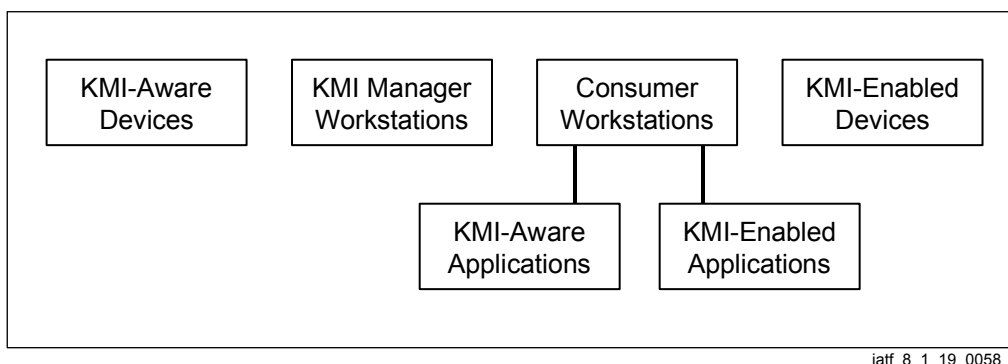 KMI-Aware
Devices
KMI Manager
Workstations
Consumer
Workstations
KMI-Enabled
Devices
KMI-Aware
Applications
KMI-Enabled
Applications
iatf_8_1_19_0058